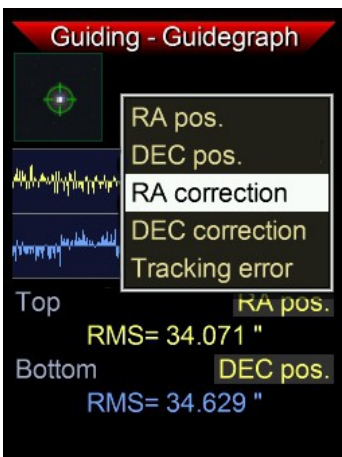 Guiding - Guidegraph
RA pos.
DEC pos.
RA correction
DEC correction
Tracking error
Top RA pos.
RMS= 34.071 "
Bottom DEC pos.
RMS= 34.629 "